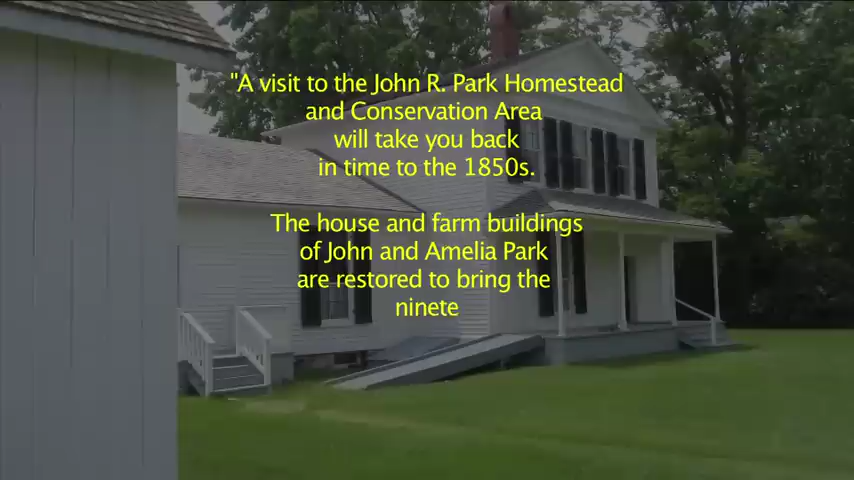 "A visit to the John R. Park Homestead
and Conservation Area
will take you back
in time to the 1850s.
The house and farm buildings
of John and Amelia Park
are restored to bring the
ninete